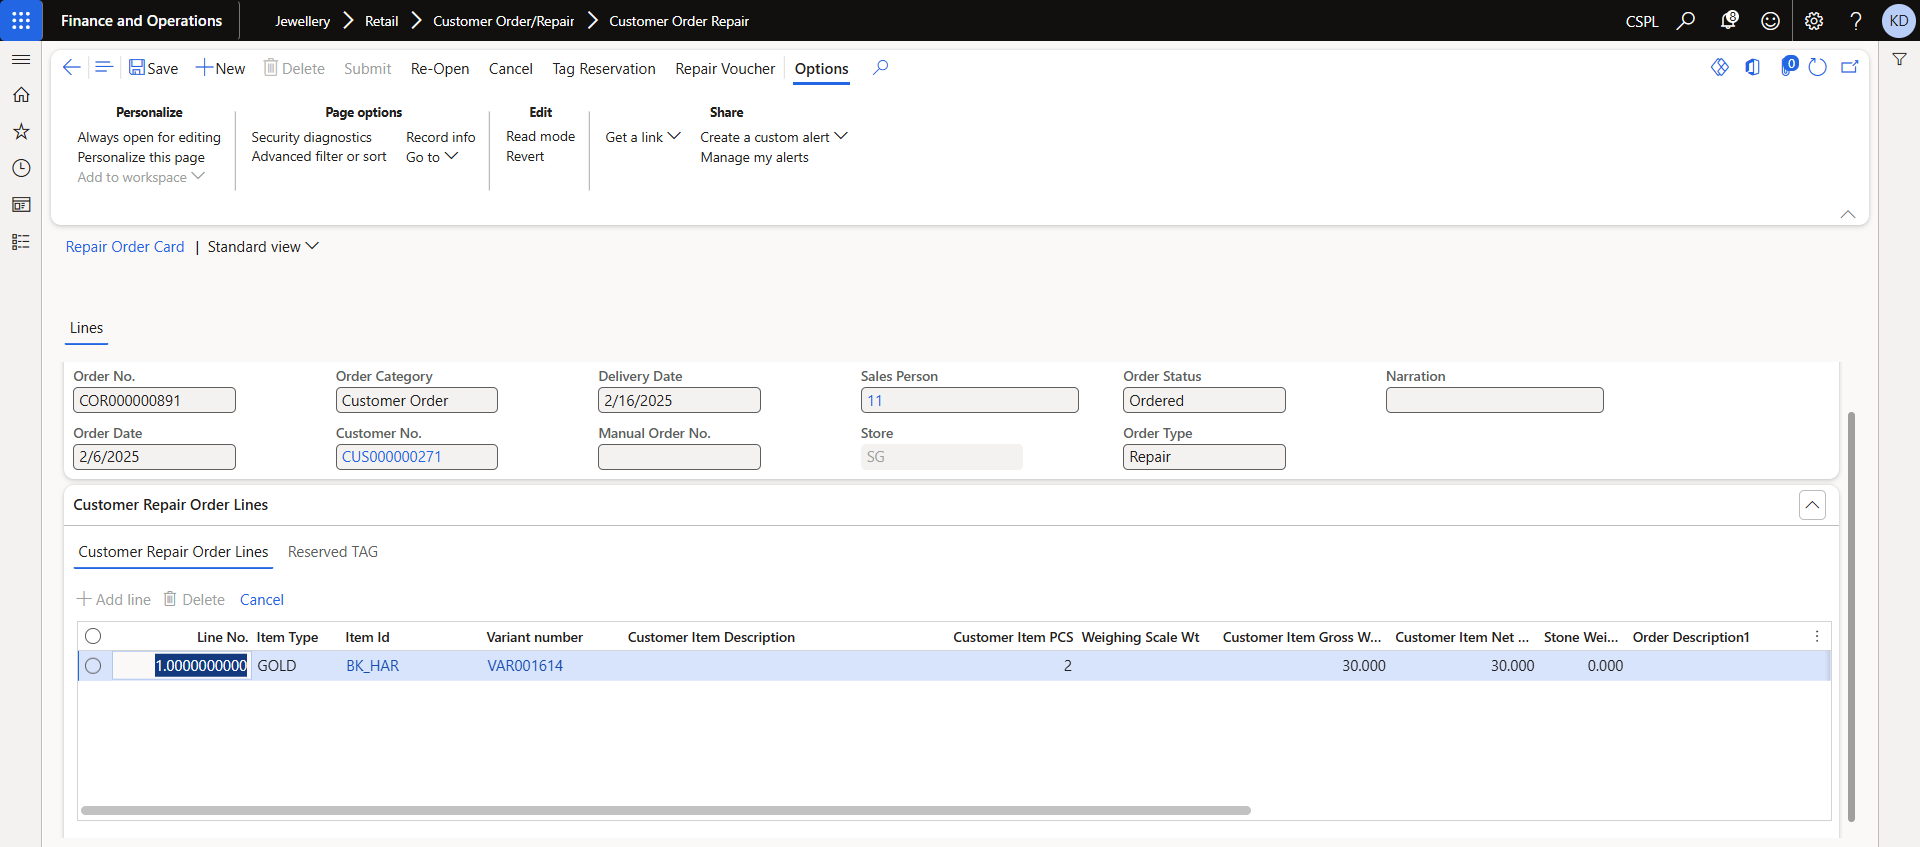 Finance and Operations
Jewellery > Retail > Customer Order/Repair > Customer Order Repair
CSPL
8
KD
Save
New
Delete
Submit
Re-Open
Cancel
Tag Reservation
Repair Voucher
Options
0
Personalize
Always open for editing
Personalize this page
Add to workspace
Page options
Security diagnostics
Advanced filter or sort
Record info
Go to
Edit
Read mode
Revert
Get a link
Share
Create a custom alert
Manage my alerts
Repair Order Card | Standard view
Lines
Order No. Order Category Delivery Date Sales Person Order Status Narration
COR000000891 Customer Order 2/16/2025 11 Ordered
Order Date Customer No. Manual Order No. Store Order Type
2/6/2025 CUS000000271 SG Repair
Customer Repair Order Lines
Customer Repair Order Lines Reserved TAG
Add line Delete Cancel
Line No. Item Type Item Id Variant number Customer Item Description Customer Item PCS Weighing Scale Wt Customer Item Gross W... Customer Item Net ... Stone Wei... Order Description1
1.0000000000 GOLD BK_HAR VAR001614 2 30.000 30.000 0.000